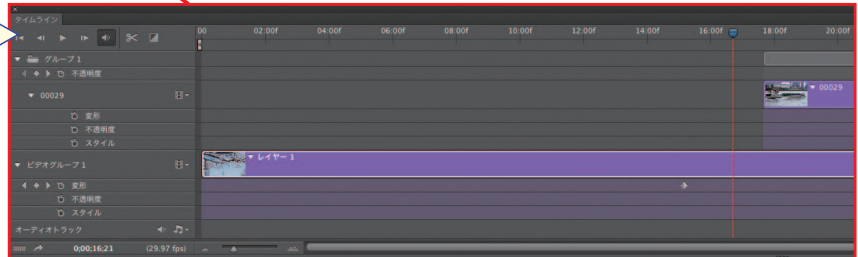 タイムライン
00 02:00f 04:00f 06:00f 08:00f 10:00f 12:00f 14:00f 16:00f 18:00f 20:00f
グループ 1
不透明度
00029
00029
変形
不透明度
スタイル
ビデオグループ 1
レイヤー 1
変形
不透明度
スタイル
オーディオトラック
0;00;16;21 (29.97 fps)